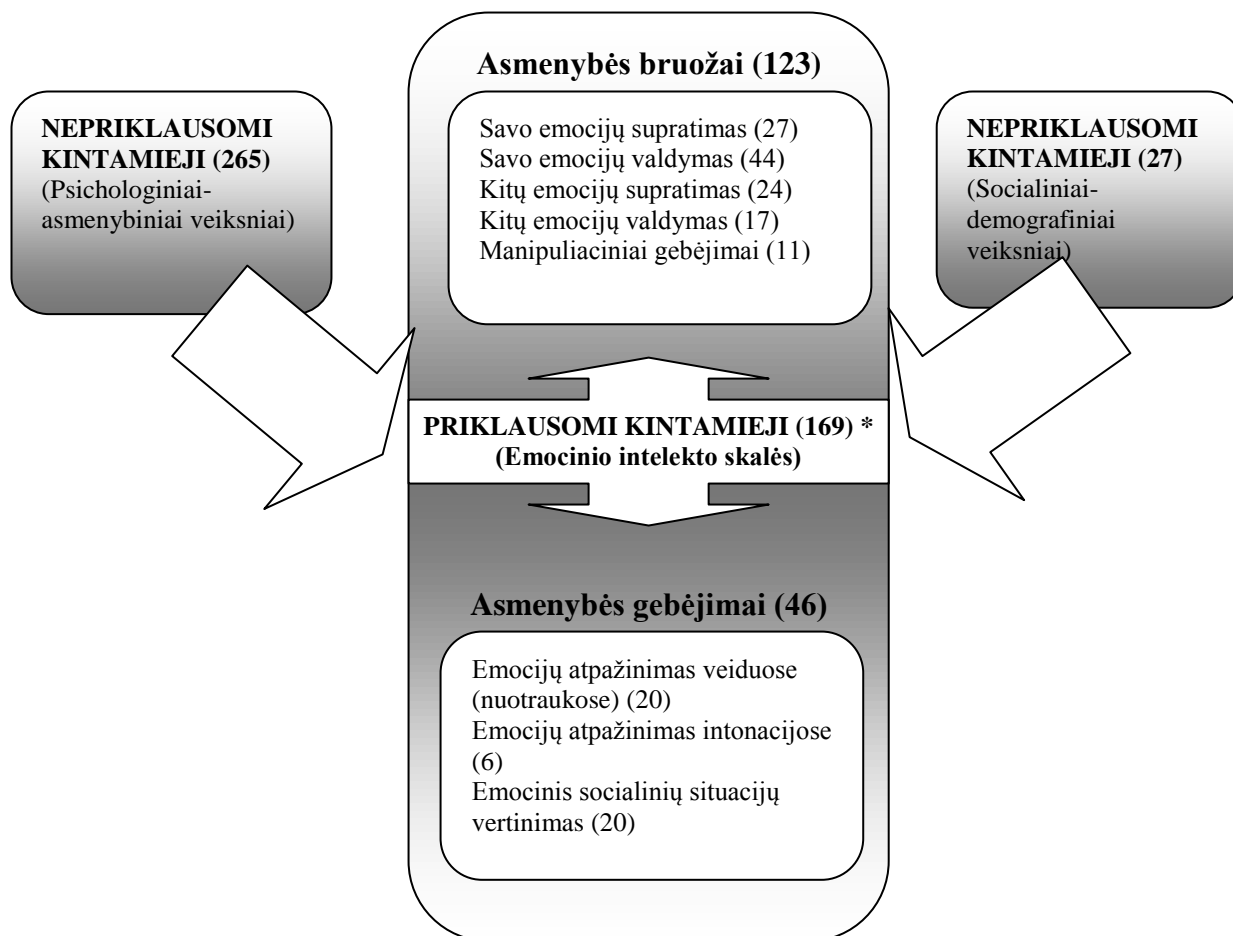 Asmenybės bruožai (123)
NEPRIKLAUSOMI
KINTAMIEJI (265)
(Psichologiniai-
asmenybiniai veiksniai)
Savo emocijų supratimas (27)
Savo emocijų valdymas (44)
Kitų emocijų supratimas (24)
Kitų emocijų valdymas (17)
Manipuliaciniai gebėjimai (11)
NEPRIKLAUSOMI
KINTAMIEJI (27)
(Socialiniai-
demografiniai
veiksniai)
PRIKLAUSOMI KINTAMIEJI (169) *
(Emocinio intelekto skalės)
Asmenybės gebėjimai (46)
Emocijų atpažinimas veiduose
(nuotraukose) (20)
Emocijų atpažinimas intonacijose
(6)
Emocinis socialinių situacijų
vertinimas (20)